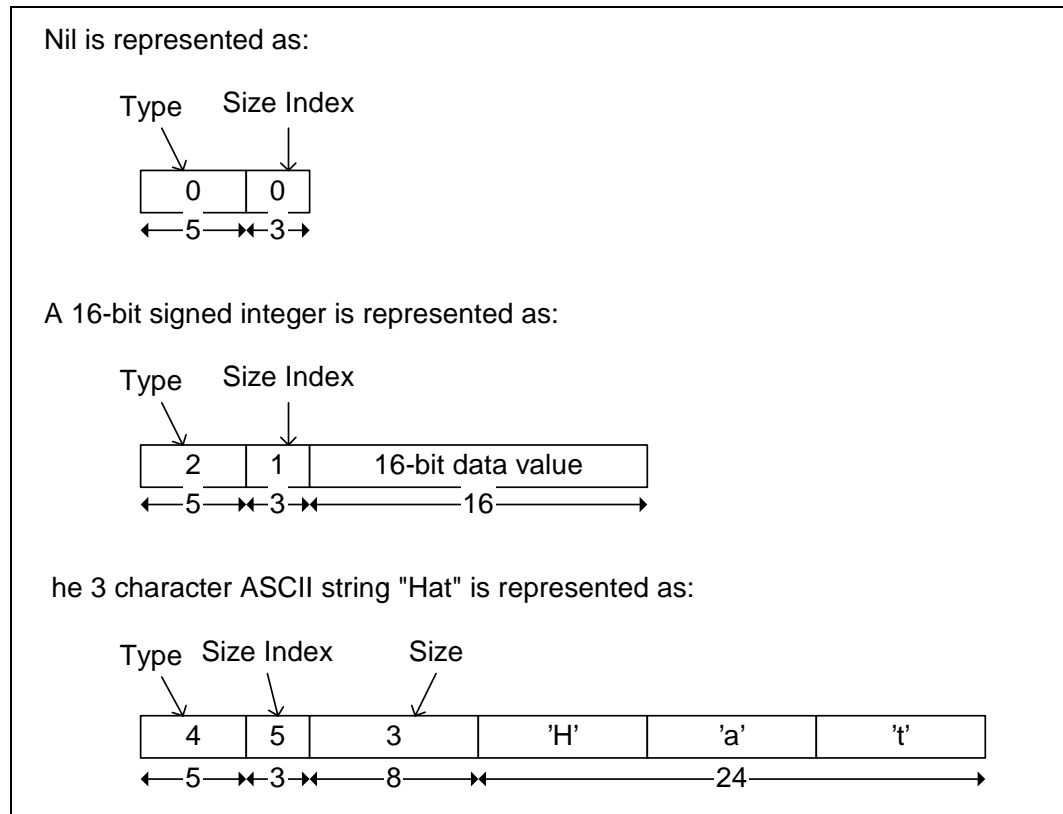 Nil is represented as:
Type Size Index
0 0
5 3
A 16-bit signed integer is represented as:
Type Size Index
2 1 16-bit data value
5 3 16
he 3 character ASCII string "Hat" is represented as:
Type Size Index Size
4 5 3 ’H’ ’a’ ’t’
5 3 8 24